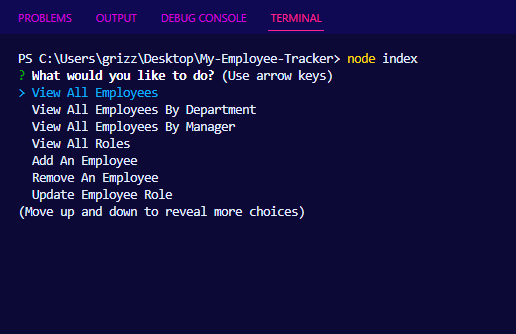 PROBLEMS OUTPUT DEBUG CONSOLE TERMINAL
PS C:\Users\grizz\Desktop\My-Employee-Tracker> node index
? What would you like to do? (Use arrow keys)
> View All Employees
View All Employees By Department
View All Employees By Manager
View All Roles
Add An Employee
Remove An Employee
Update Employee Role
(Move up and down to reveal more choices)